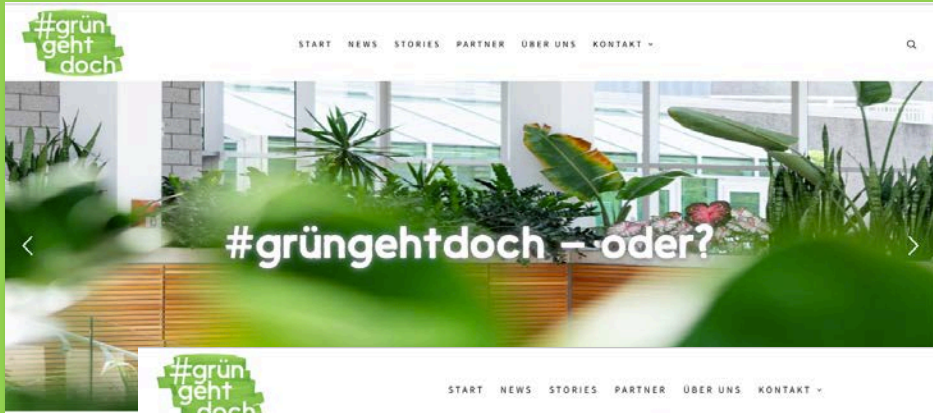 #grün
geht
doch
START NEWS STORIES PARTNER ÜBER UNS KONTAKT
#grüngehtdoch – oder?
#grün
geht
doch
START NEWS STORIES PARTNER ÜBER UNS KONTAKT